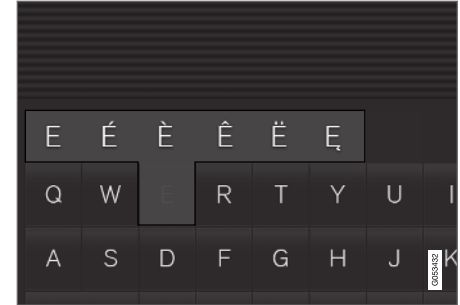 E É È Ê Ë Ę
Q W E R T Y U I
A S D F G H J K
G053432